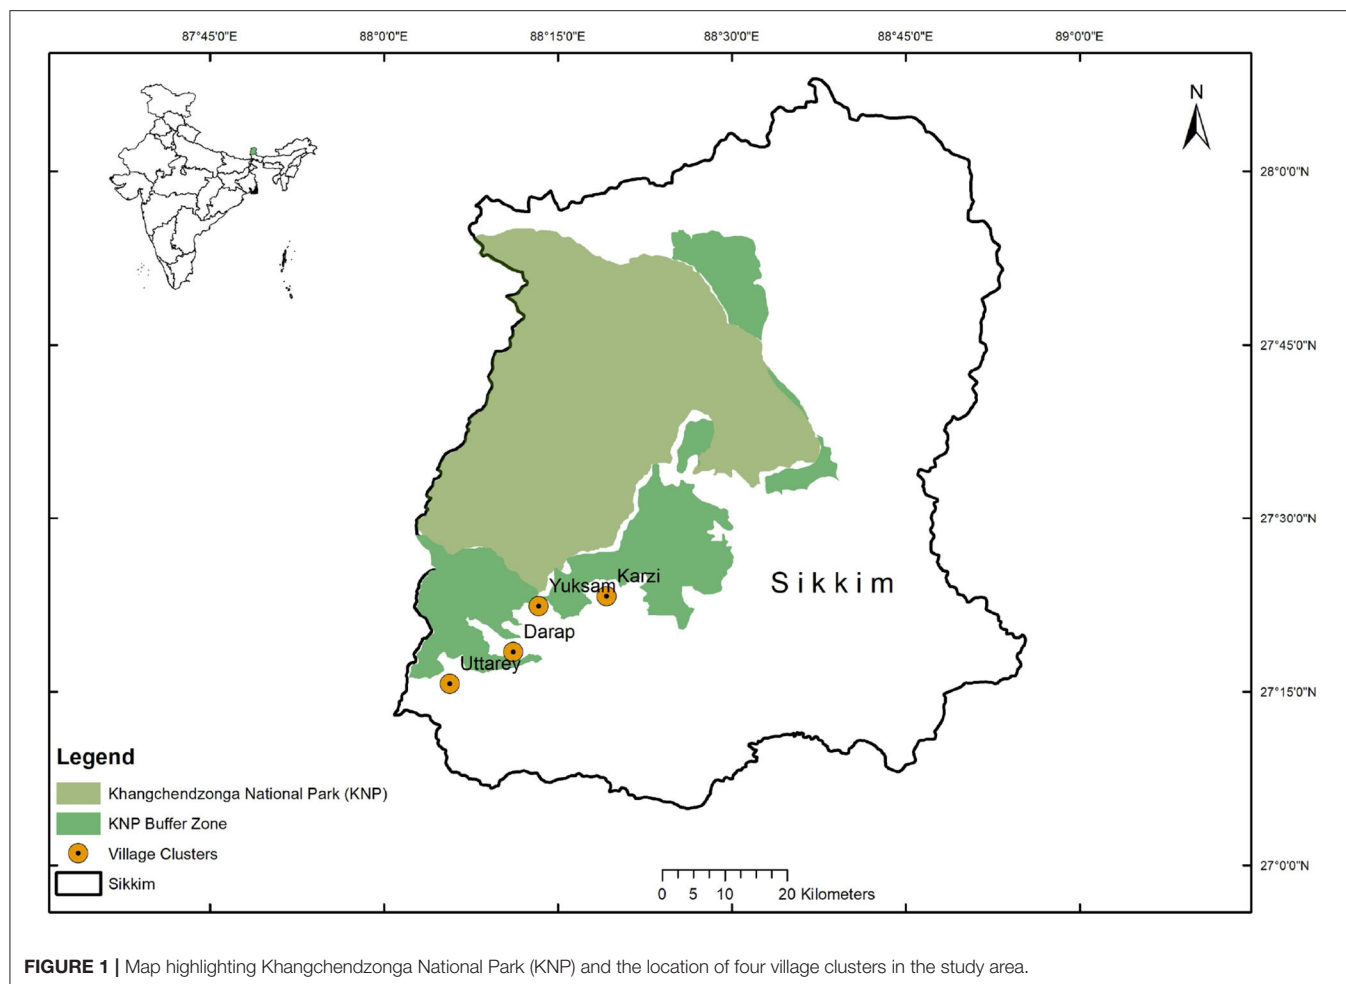 87°45'0"E 88°0'0"E 88°15'0"E 88°30'0"E 88°45'0"E 89°0'0"E
N
28°0'0"N
27°45'0"N
27°30'0"N
Yuksam Karzi
Sikkim
Darap
Uttarey
27°15'0"N
Legend
Khangchendzonga National Park (KNP)
KNP Buffer Zone
Village Clusters
Sikkim
27°0'0"N
0 5 10 20 Kilometers
FIGURE 1 | Map highlighting Khangchendzonga National Park (KNP) and the location of four village clusters in the study area.